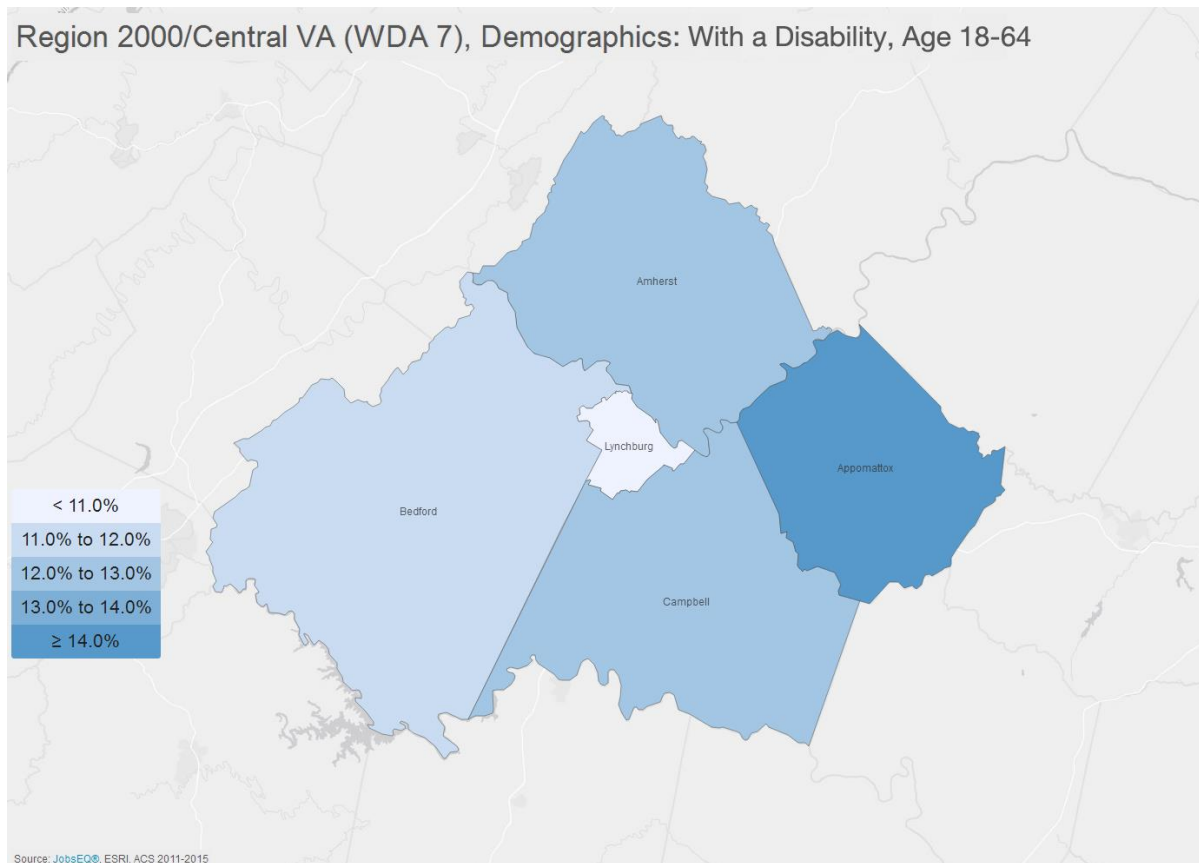 Region 2000/Central VA (WDA 7), Demographics: With a Disability, Age 18-64
Amherst
Lynchburg
Appomattox
Bedford
Campbell
< 11.0%
11.0% to 12.0%
12.0% to 13.0%
13.0% to 14.0%
≥ 14.0%
Source: JobsEQ®, ESRI, ACS 2011-2015